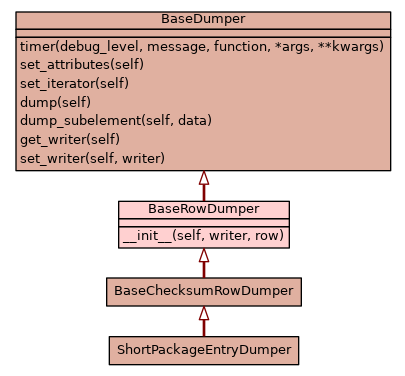 BaseDumper
timer(debug_level, message, function, *args, **kwargs)
set_attributes(self)
set_iterator(self)
dump(self)
dump_subelement(self, data)
get_writer(self)
set_writer(self, writer)
BaseRowDumper
__init__(self, writer, row)
BaseChecksumRowDumper
ShortPackageEntryDumper